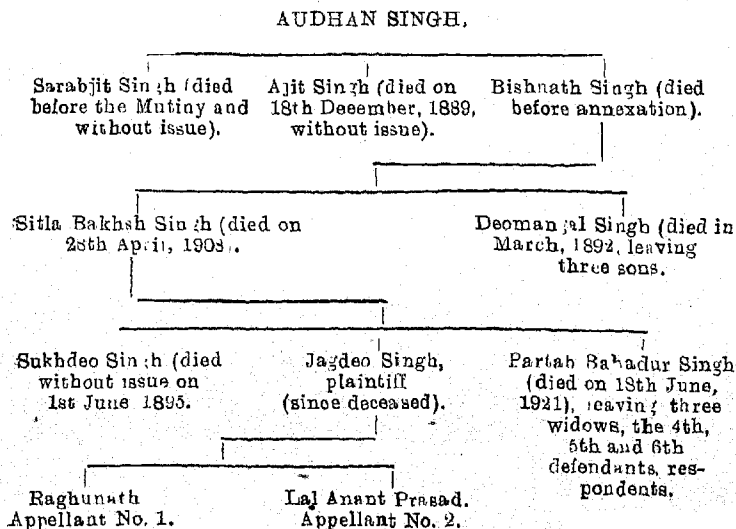 AUDHAN SINGH.
Sarabjit Singh (died
before the Mutiny and
without issue).
Ajit Singh (died on
18th December, 1889,
without issue).
Bishnath Singh (died
before annexation).
Sitla Bakhsh Singh (died on
28th April, 1908).
Deomangal Singh (died in
March, 1892, leaving
three sons.
Sukhdeo Singh (died
without issue on
1st June 1895.
Jagdeo Singh,
plaintiff
(since deceased).
Partab Bahadur Singh
(died on 18th June,
1921), leaving three
widows, the 4th,
5th and 6th
defendants, res-
pondents.
Raghunath
Appellant No. 1.
Lal Anant Prasad.
Appellant No. 2.